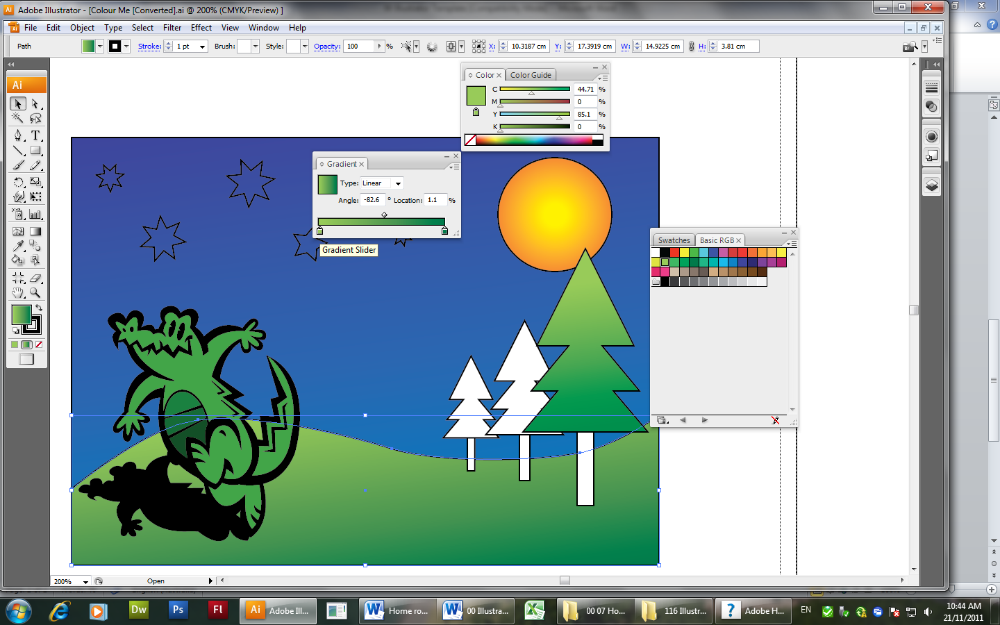 Adobe Illustrator - [Colour Me [Converted].ai @ 200% (CMYK/Preview) ]
File Edit Object Type Select Filter Effect View Window Help
Path Stroke: 1 pt Brush: Style: Opacity: 100 % X: 10.3187 cm Y: 17.3919 cm W: 14.9225 cm H: 3.81 cm
Ai
Color Color Guide
C 44.71 %
M 0 %
Y 85.1 %
K 0 %
Gradient
Type: Linear
Angle: -82.6 ° Location: 1.1 %
Gradient Slider
Swatches Basic RGB
200% Open
Dw Ps Fl Ai Adobe Ill... Home ro... 00 Illustra... 00 07 Ho... 116 Illustr... Adobe H... EN 10:44 AM
21/11/2011